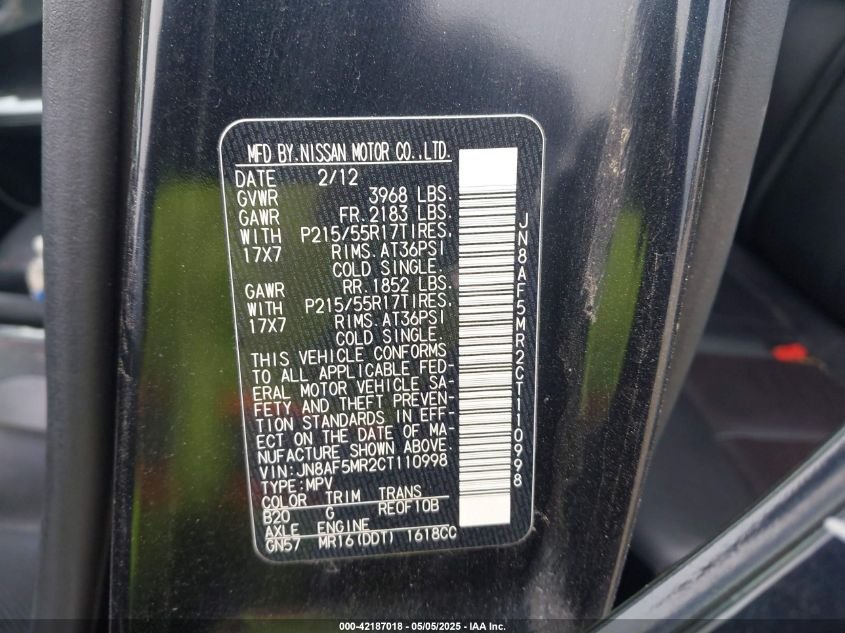 MFD BY.NISSAN MOTOR CO.,LTD.
DATE 2/12
GVWR 3968 LBS.
GAWR FR.2183 LBS.
WITH P215/55R17TIRES,
17X7 RIMS.AT36PSI
COLD SINGLE.
GAWR RR.1852 LBS.
WITH P215/55R17TIRES,
17X7 RIMS.AT36PSI
COLD SINGLE.
THIS VEHICLE CONFORMS
TO ALL APPLICABLE FED-
ERAL MOTOR VEHICLE SA-
FETY AND THEFT PREVEN-
TION STANDARDS IN EFF-
ECT ON THE DATE OF MA-
NUFACTURE SHOWN ABOVE.
VIN:JN8AF5MR2CT110998
TYPE:MPV
COLOR TRIM TRANS
B20 G RE0F10B
AXLE ENGINE
GN57 MR16(DDT) 1618CC
JN8AF5MR2CT110998
000-42187018 - 05/05/2025 - IAA Inc.